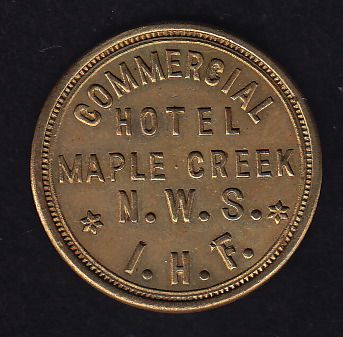 COMMERCIAL
HOTEL
MAPLE CREEK
N.W.S.
I.H.F.